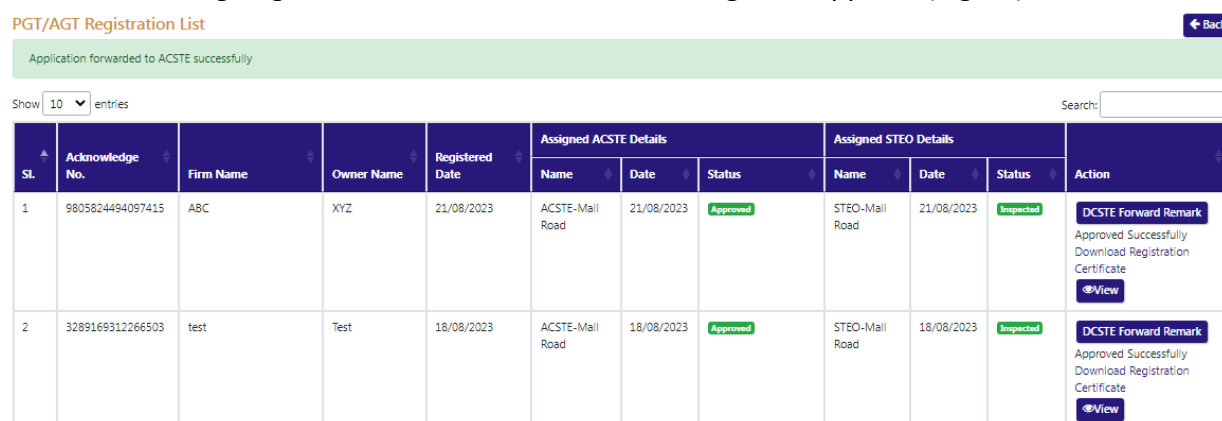 PGT/AGT Registration List
Back
Application forwarded to ACSTE successfully
Show 10 entries
Search:
Sl. Acknowledge No. Firm Name Owner Name Registered Date Assigned ACSTE Details Assigned STEO Details Action
Name Date Status Name Date Status
1 9805824494097415 ABC XYZ 21/08/2023 ACSTE-Mall Road 21/08/2023 Approved STEO-Mall Road 21/08/2023 Inspected DCSTE Forward Remark
Approved Successfully
Download Registration
Certificate
View
2 3289169312266503 test Test 18/08/2023 ACSTE-Mall Road 18/08/2023 Approved STEO-Mall Road 18/08/2023 Inspected DCSTE Forward Remark
Approved Successfully
Download Registration
Certificate
View